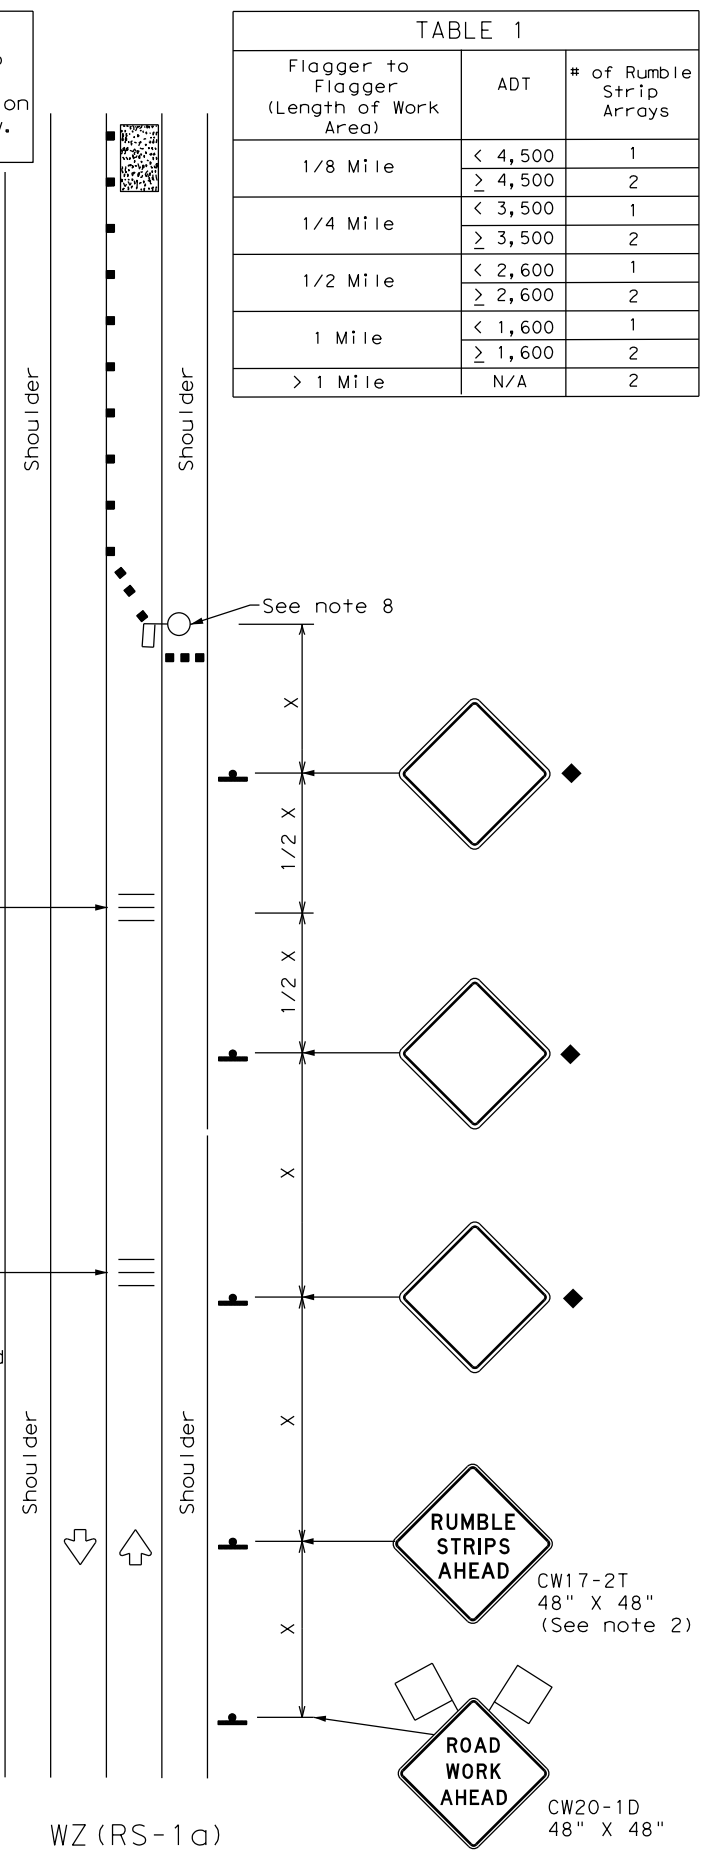 on
TABLE 1
Flagger to
Flagger
(Length of Work
Area)
ADT
# of Rumble
Strip
Arrays
1/8 Mile
< 4,500
1
≥ 4,500
2
1/4 Mile
< 3,500
1
≥ 3,500
2
1/2 Mile
< 2,600
1
≥ 2,600
2
1 Mile
< 1,600
1
≥ 1,600
2
> 1 Mile
N/A
2
Shoulder
Shoulder
See note 8
X
1/2 X
1/2 X
X
X
X
Shoulder
Shoulder
RUMBLE
STRIPS
AHEAD
CW17-2T
48" X 48"
(See note 2)
ROAD
WORK
AHEAD
CW20-1D
48" X 48"
WZ(RS-1a)